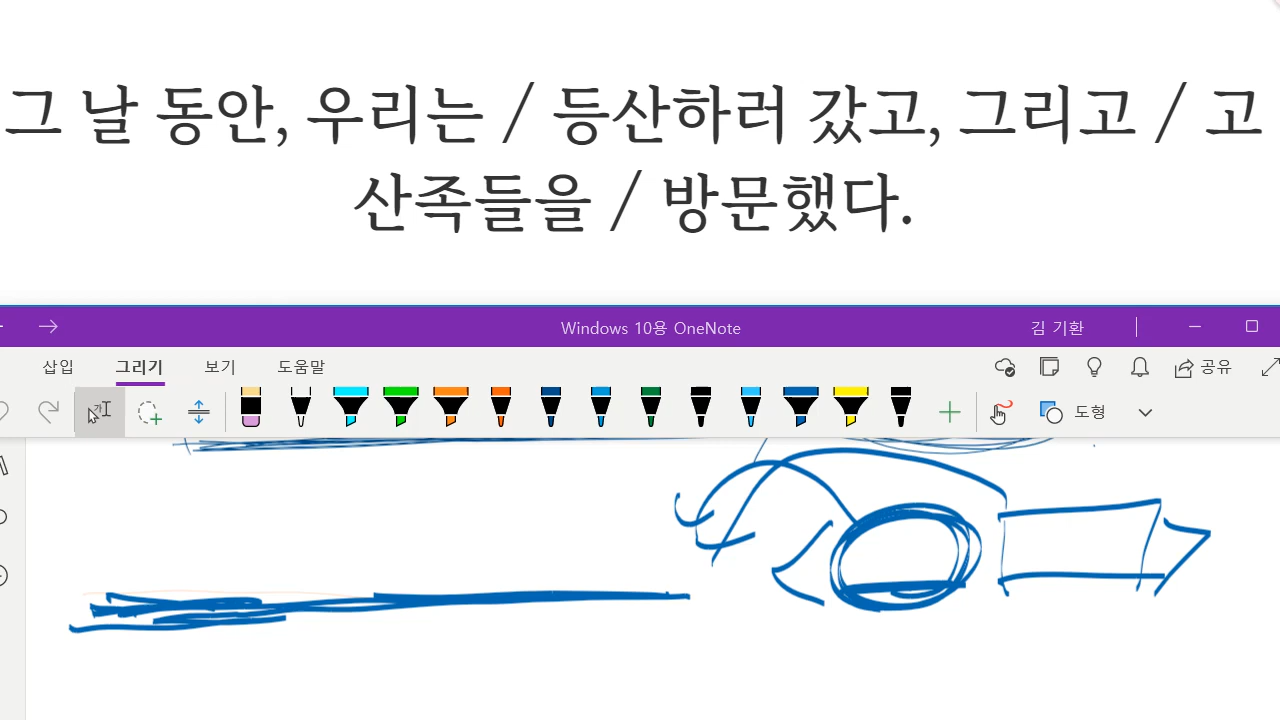 그 날 동안, 우리는 / 등산하러 갔고, 그리고 / 고
산족들을 / 방문했다.
Windows 10용 OneNote
김 기환
삽입 그리기 보기 도움말
공유
가
도형